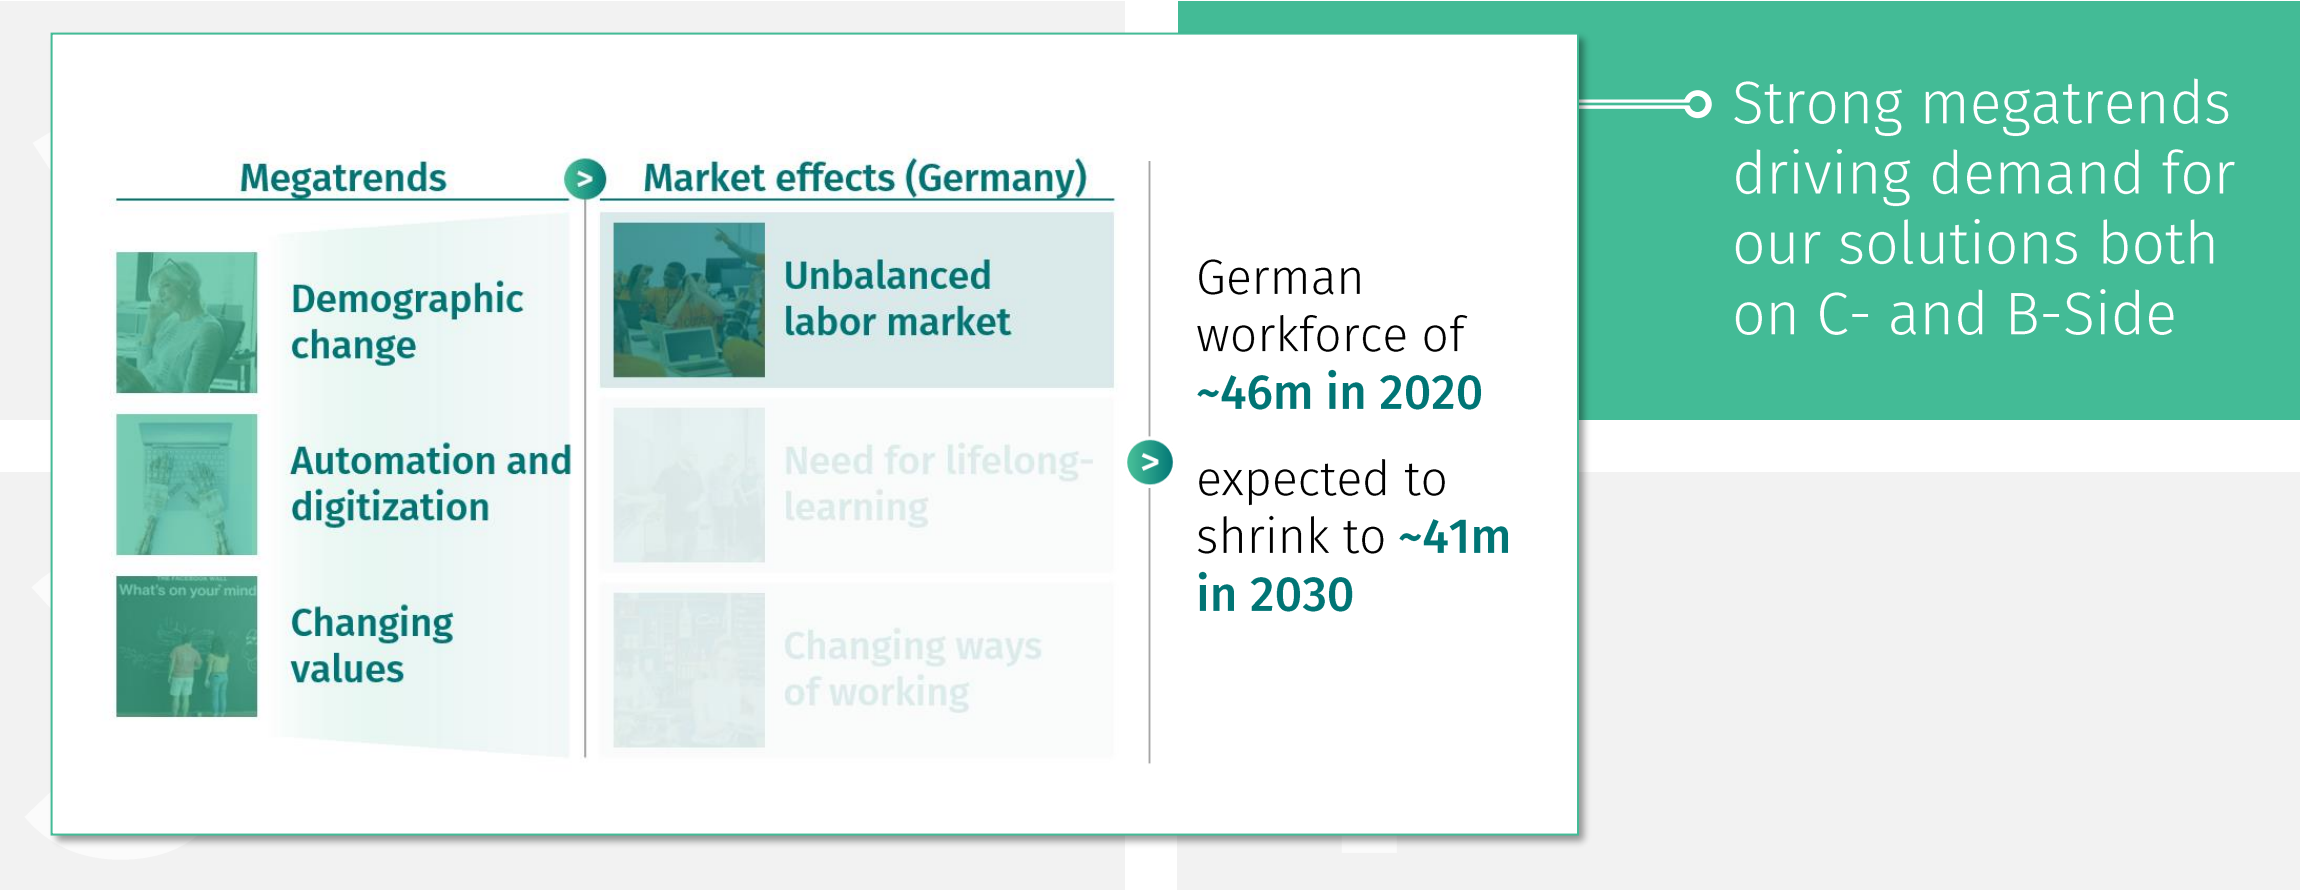 Megatrends
>
Market effects (Germany)
Demographic
change
Automation and
digitization
What's on your mind
Changing
values
Unbalanced
labor market
Need for lifelong-
learning
Changing ways
of working
>
German
workforce of
~46m in 2020
expected to
shrink to ~41m
in 2030
Strong megatrends
driving demand for
our solutions both
on C- and B-Side